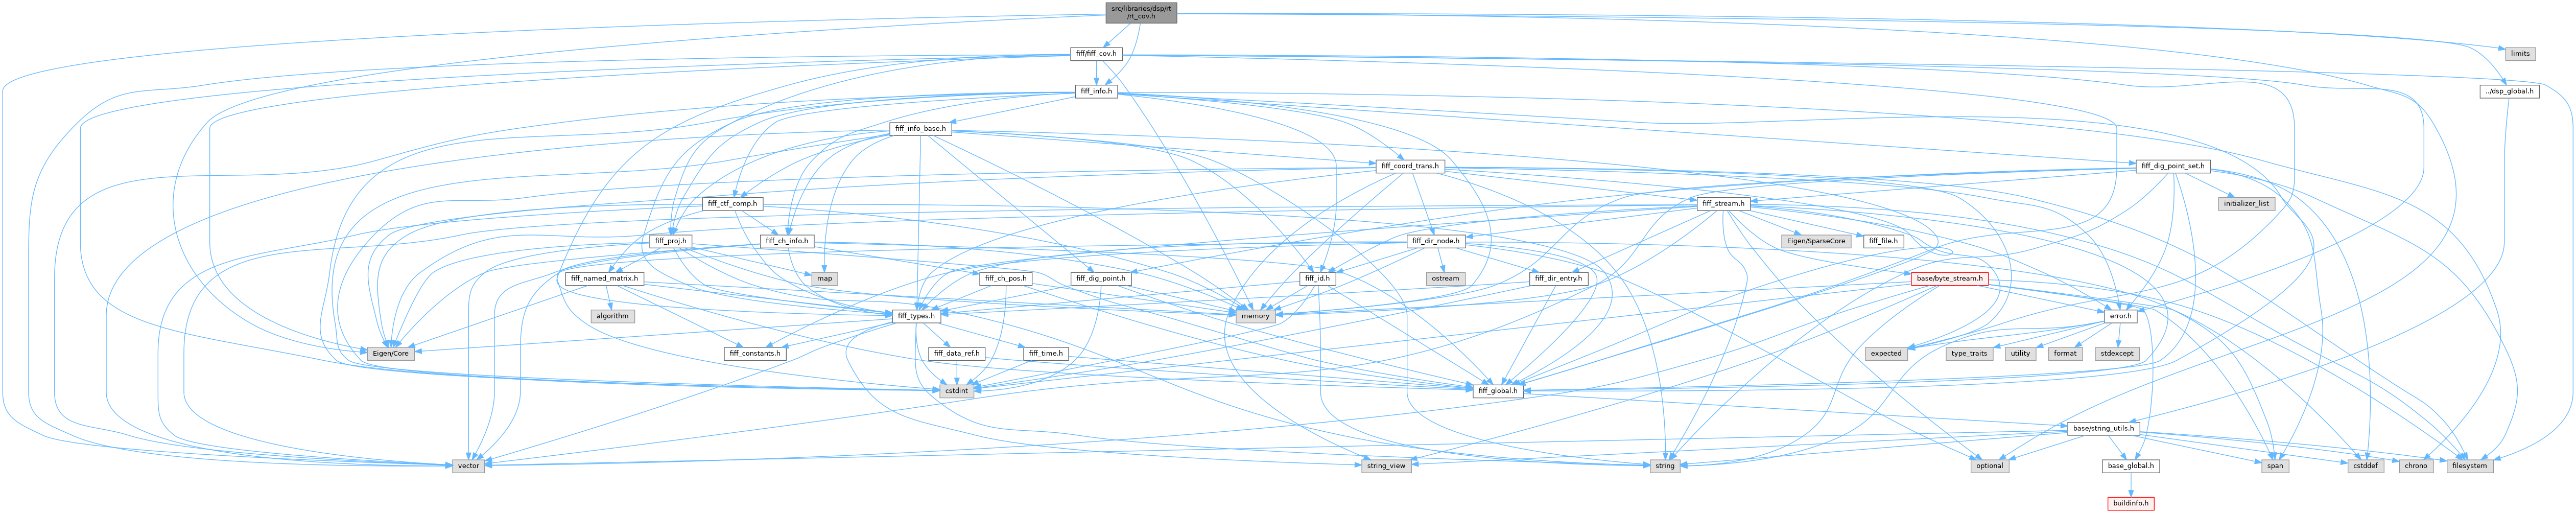 src/libraries/dsp/rt
/rt_cov.h
fiff/fiff_cov.h
limits
fiff_info.h
../dsp_global.h
fiff_info_base.h
fiff_coord_trans.h
fiff_dig_point_set.h
fiff_ctf_comp.h
fiff_stream.h
initializer_list
fiff_proj.h
fiff_ch_info.h
fiff_dir_node.h
Eigen/SparseCore
fiff_file.h
fiff_named_matrix.h
map
fiff_ch_pos.h
fiff_dig_point.h
fiff_id.h
ostream
fiff_dir_entry.h
base/byte_stream.h
algorithm
fiff_types.h
memory
error.h
Eigen/Core
fiff_constants.h
fiff_data_ref.h
fiff_time.h
expected
type_traits
utility
format
stdexcept
cstdint
fiff_global.h
base/string_utils.h
vector
string_view
string
optional
base_global.h
span
cstddef
chrono
filesystem
buildinfo.h